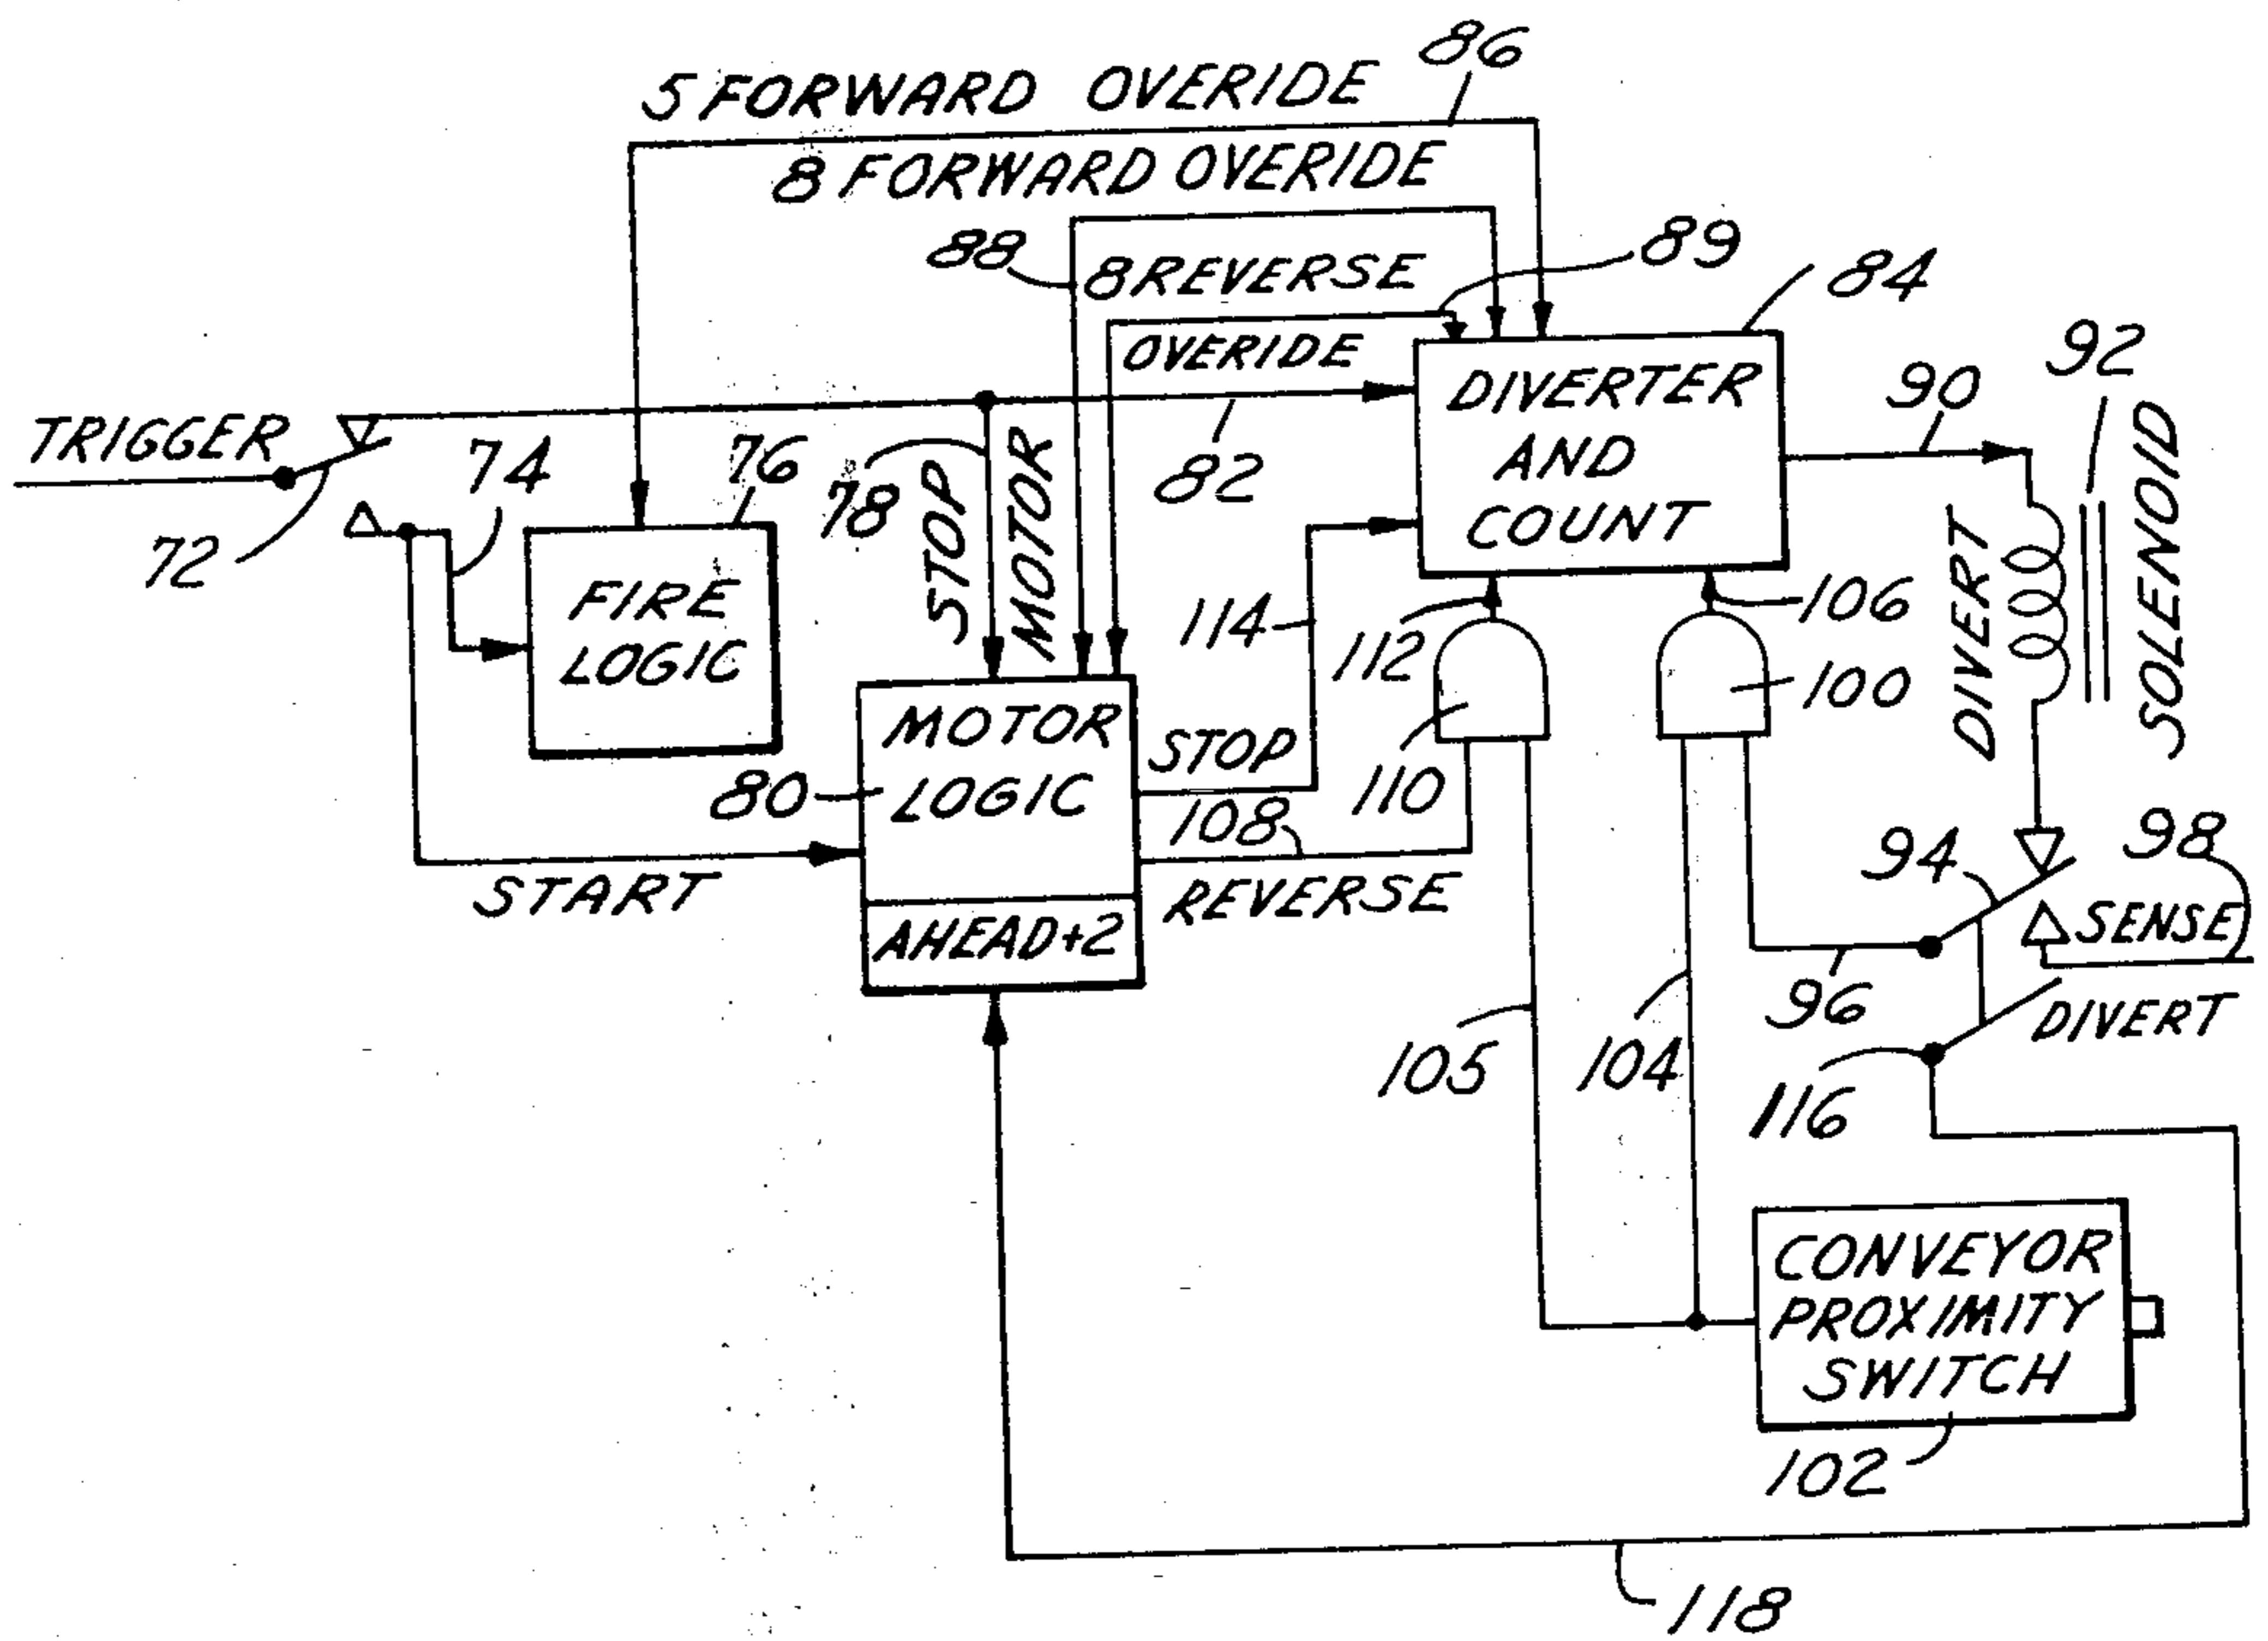 86
5 FORWARD OVERIDE
8 FORWARD OVERIDE
88
8 REVERSE
89
84
OVERIDE
92
TRIGGER
74
76
78
STOP
MOTOR
82
DIVERTER
AND
COUNT
90
DIVERT
SOLENOID
72
FIRE
LOGIC
114
112
106
100
MOTOR
LOGIC
80
STOP
110
108
START
REVERSE
AHEAD+2
94
98
SENSE
96
DIVERT
105
104
116
CONVEYOR
PROXIMITY
SWITCH
102
118